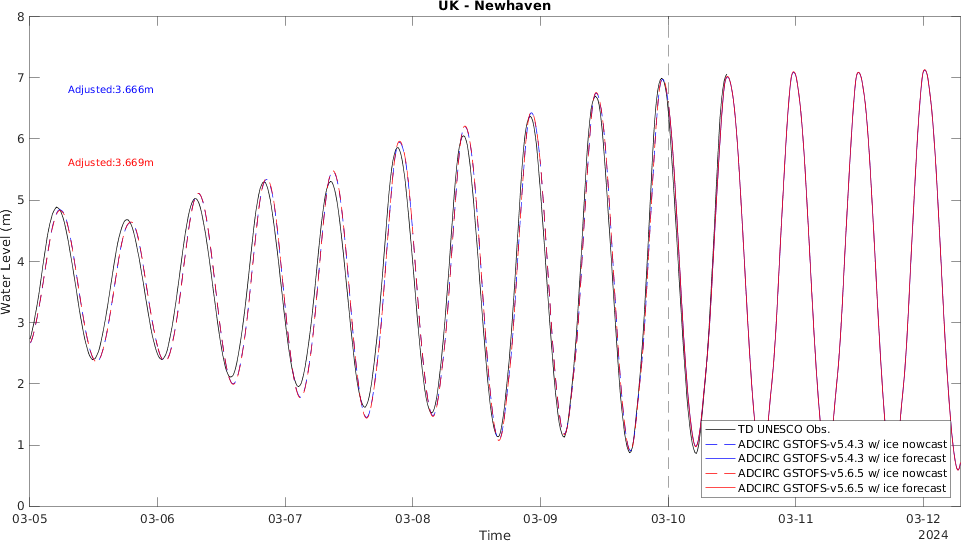 UK - Newhaven
8
7
6
5
4
3
2
1
0
Water Level (m)
Adjusted:3.666m
Adjusted:3.669m
TD UNESCO Obs.
ADCIRC GSTOFS-v5.4.3 w/ ice nowcast
ADCIRC GSTOFS-v5.4.3 w/ ice forecast
ADCIRC GSTOFS-v5.6.5 w/ ice nowcast
ADCIRC GSTOFS-v5.6.5 w/ ice forecast
03-05 03-06 03-07 03-08 03-09 03-10 03-11 03-12
Time
2024